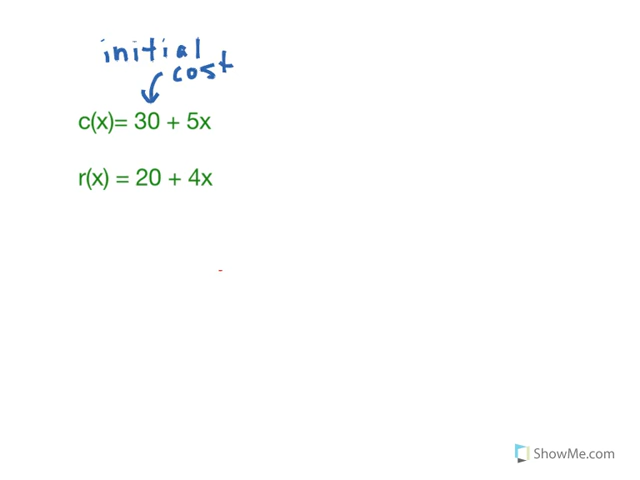 initial
cost
c(x)= 30 + 5x
r(x) = 20 + 4x
ShowMe.com